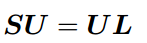 SU = UL